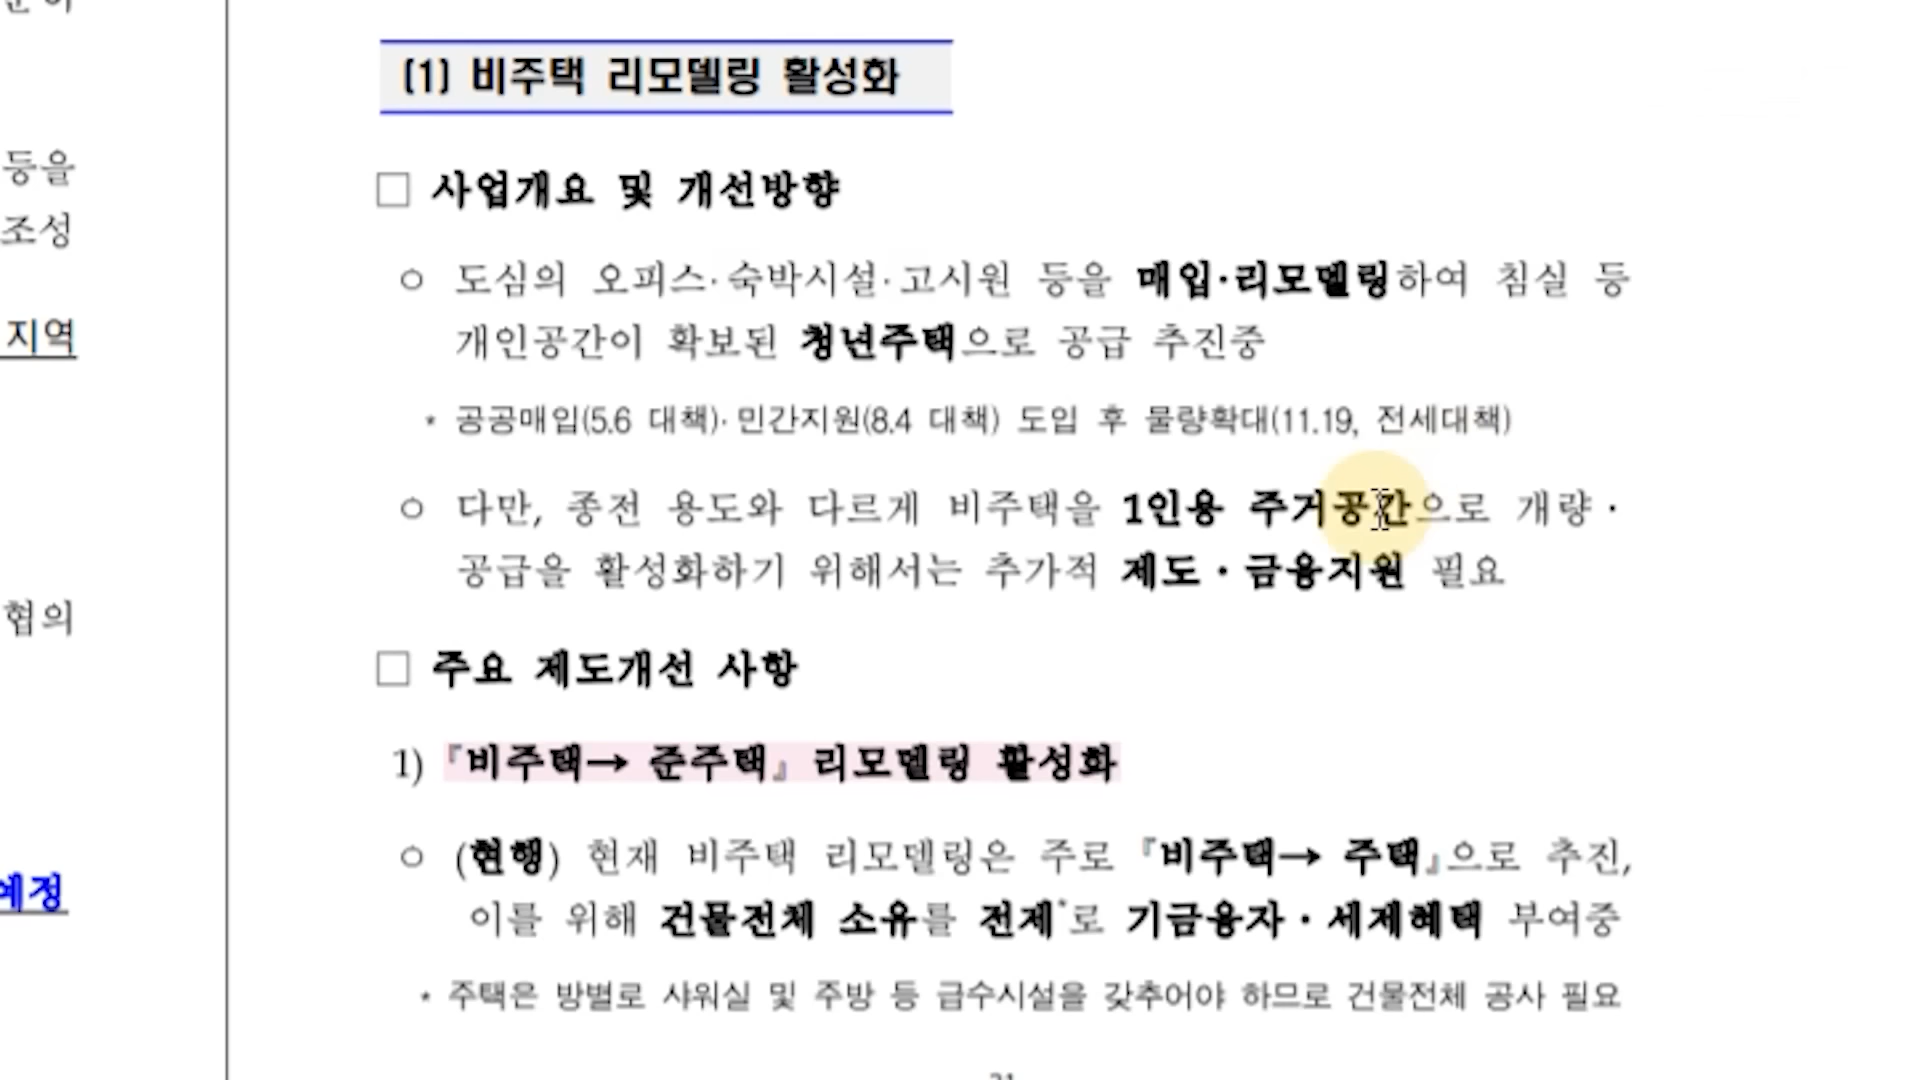 등을
조성
지역
협의
예정
(1) 비주택 리모델링 활성화
□ 사업개요 및 개선방향
○ 도심의 오피스·숙박시설·고시원 등을 매입·리모델링하여 침실 등
개인공간이 확보된 청년주택으로 공급 추진중
* 공공매입(5.6 대책)·민간지원(8.4 대책) 도입 후 물량확대(11.19, 전세대책)
○ 다만, 종전 용도와 다르게 비주택을 1인용 주거공간으로 개량·
공급을 활성화하기 위해서는 추가적 제도·금융지원 필요
□ 주요 제도개선 사항
1) 『비주택→ 준주택』 리모델링 활성화
○ (현행) 현재 비주택 리모델링은 주로 『비주택→ 주택』으로 추진,
이를 위해 건물전체 소유를 전제*로 기금융자·세제혜택 부여중
* 주택은 방별로 샤워실 및 주방 등 급수시설을 갖추어야 하므로 건물전체 공사 필요